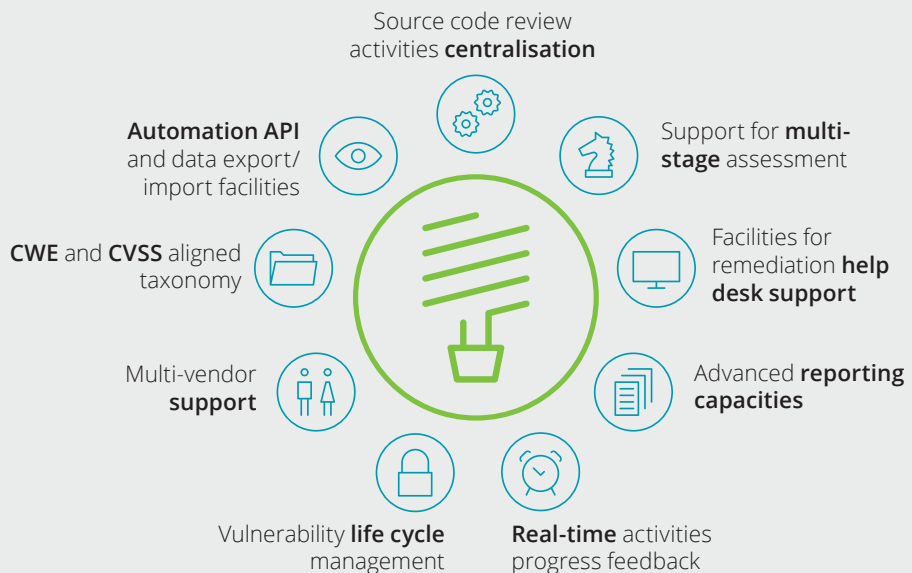 Source code review
activities centralisation
Support for multi-
stage assessment
Facilities for
remediation help
desk support
Advanced reporting
capacities
Real-time activities
progress feedback
Vulnerability life cycle
management
Multi-vendor
support
CWE and CVSS aligned
taxonomy
Automation API
and data export/
import facilities